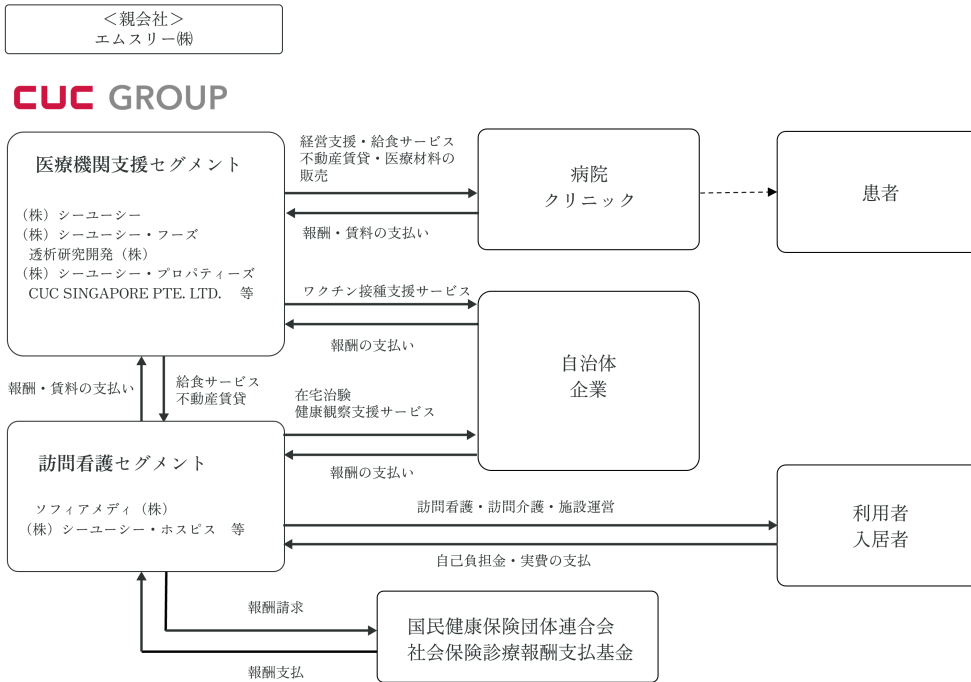 ＜親会社＞
エムスリー㈱
CUC GROUP
医療機関支援セグメント
（株）シーユーシー
（株）シーユーシー・フーズ
透析研究開発（株）
（株）シーユーシー・プロパティーズ
CUC SINGAPORE PTE. LTD.　等
経営支援・給食サービス
不動産賃貸・医療材料の
販売
報酬・賃料の支払い
病院
クリニック
患者
ワクチン接種支援サービス
報酬の支払い
自治体
企業
報酬・賃料の支払い
給食サービス
不動産賃貸
在宅治験
健康観察支援サービス
報酬の支払い
訪問看護セグメント
ソフィアメディ（株）
（株）シーユーシー・ホスピス　等
訪問看護・訪問介護・施設運営
自己負担金・実費の支払
利用者
入居者
報酬請求
報酬支払
国民健康保険団体連合会
社会保険診療報酬支払基金